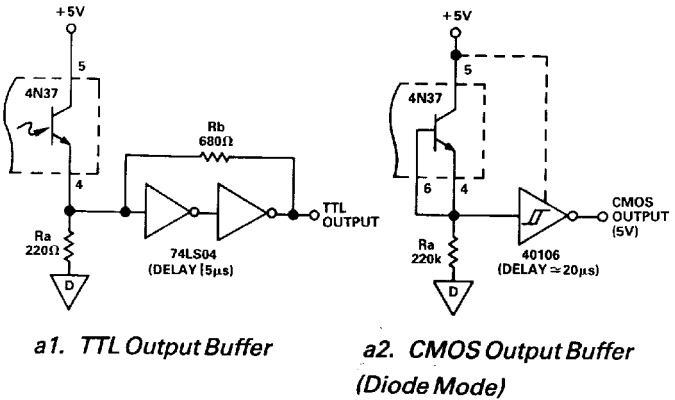 +5V
5
4N37
4
Rb
680Ω
Ra
220Ω
D
74LS04
(DELAY |5μs)
TTL
OUTPUT
a1. TTL Output Buffer
+5V
5
4N37
6
4
Ra
220k
D
40106
(DELAY ≃ 20μs)
CMOS
OUTPUT
(5V)
a2. CMOS Output Buffer
(Diode Mode)